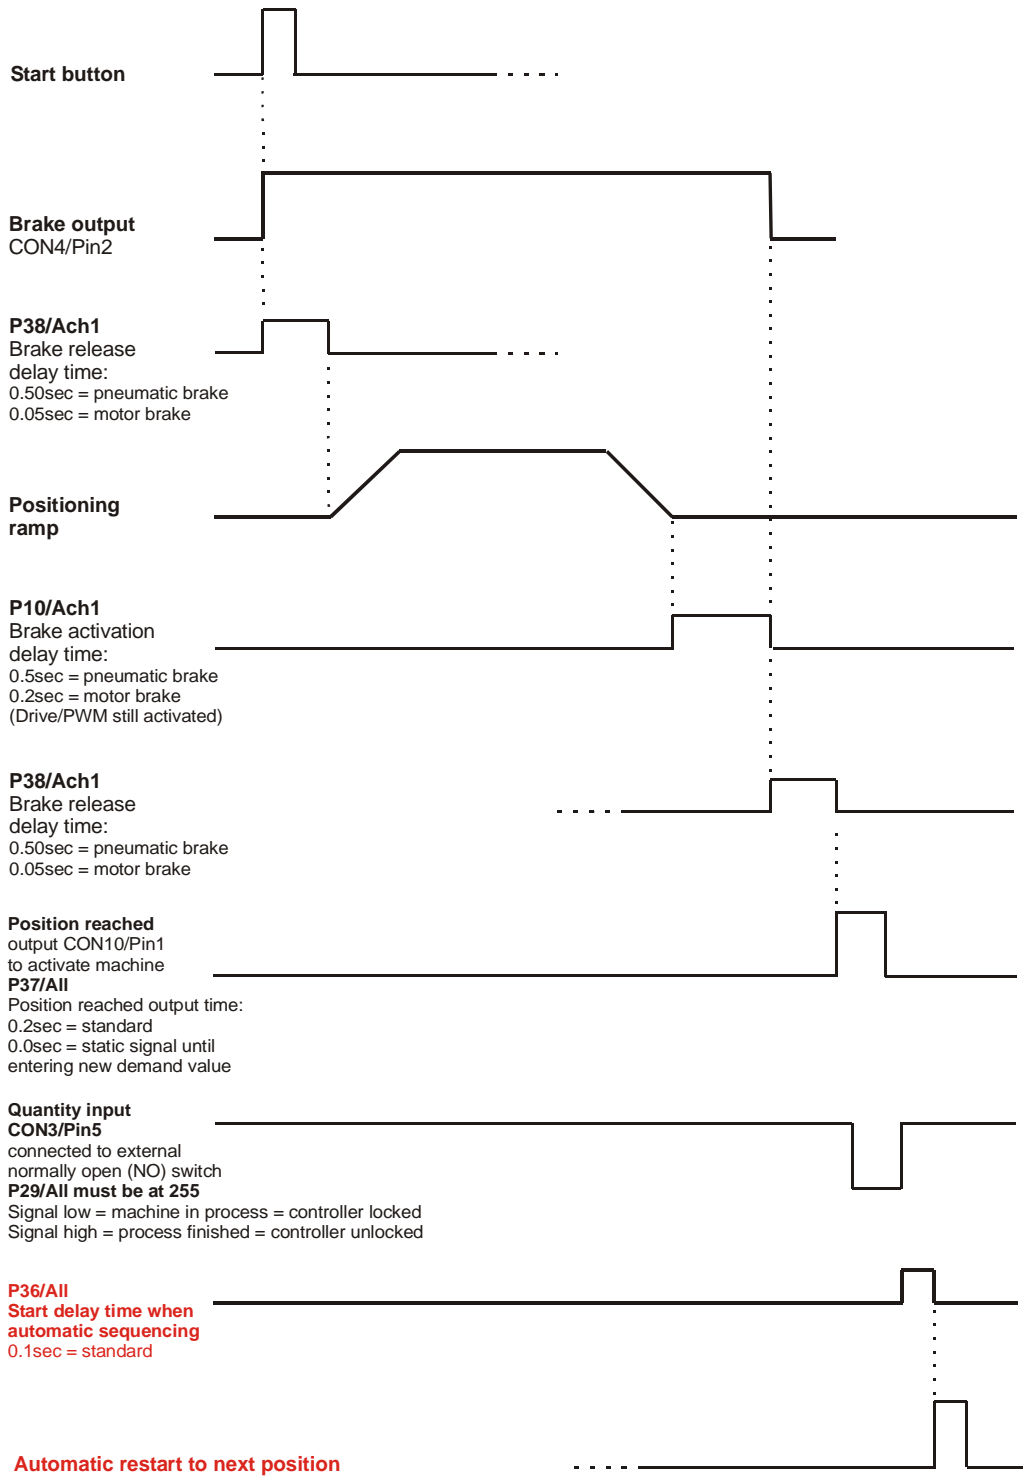 Start button
Brake output
CON4/Pin2
P38/Ach1
Brake release
delay time:
0.50sec = pneumatic brake
0.05sec = motor brake
Positioning
ramp
P10/Ach1
Brake activation
delay time:
0.5sec = pneumatic brake
0.2sec = motor brake
(Drive/PWM still activated)
P38/Ach1
Brake release
delay time:
0.50sec = pneumatic brake
0.05sec = motor brake
Position reached
output CON10/Pin1
to activate machine
P37/All
Position reached output time:
0.2sec = standard
0.0sec = static signal until
entering new demand value
Quantity input
CON3/Pin5
connected to external
normally open (NO) switch
P29/All must be at 255
Signal low = machine in process = controller locked
Signal high = process finished = controller unlocked
P36/All
Start delay time when
automatic sequencing
0.1sec = standard
Automatic restart to next position